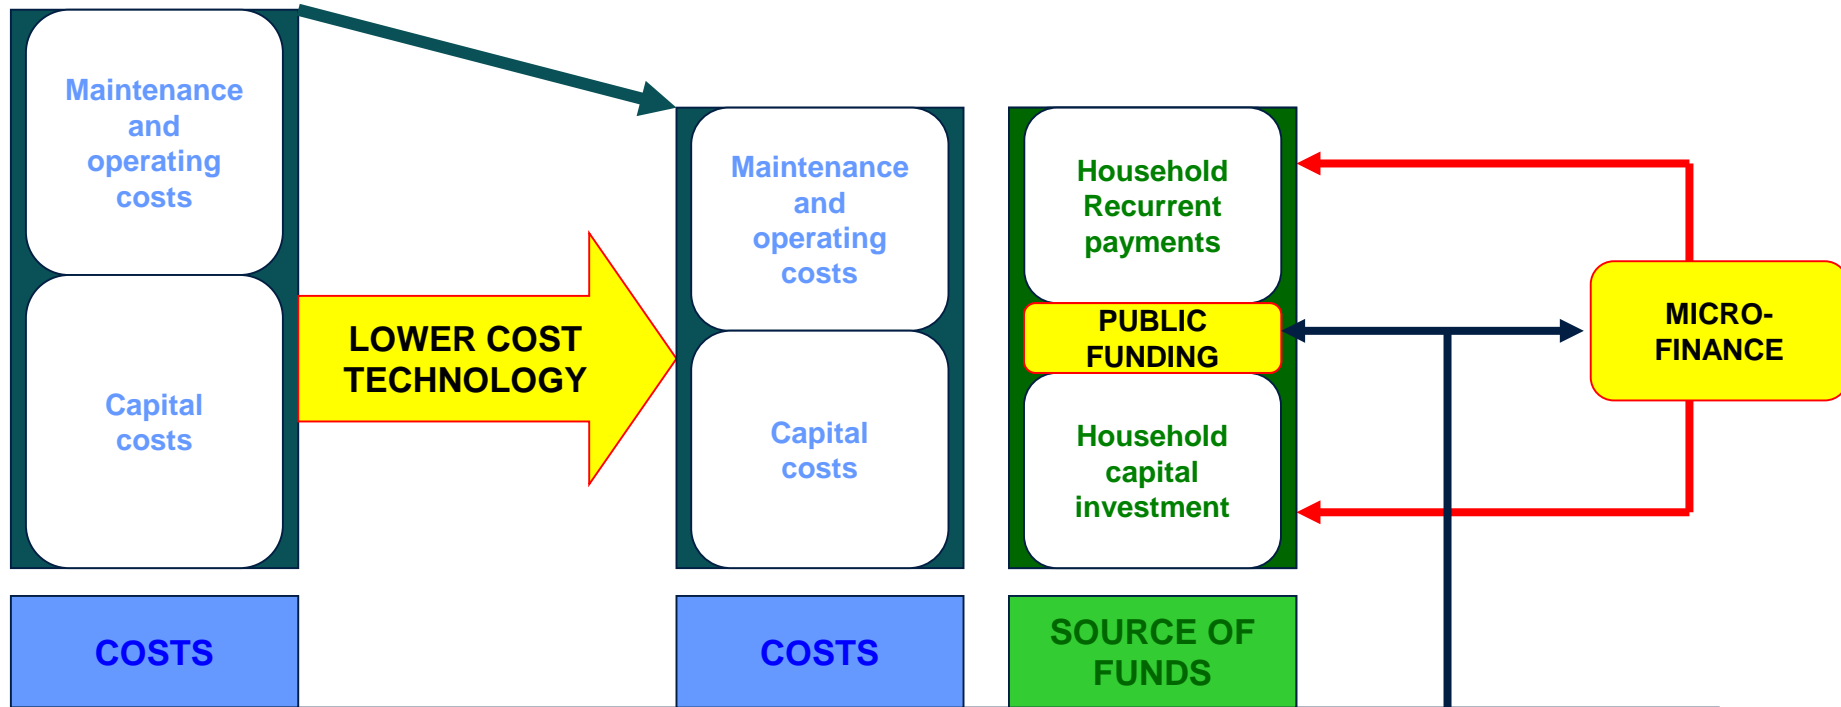 Maintenance
and
operating
costs
Capital
costs
COSTS
LOWER COST
TECHNOLOGY
Maintenance
and
operating
costs
Capital
costs
COSTS
Household
Recurrent
payments
PUBLIC
FUNDING
Household
capital
investment
SOURCE OF
FUNDS
MICRO-
FINANCE